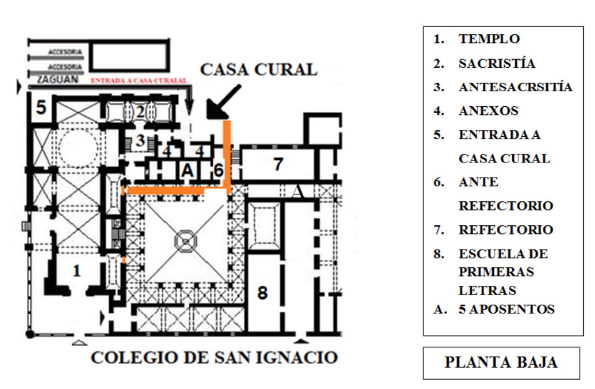 ACCESORIA
ACCESORIA
ZAGUAN
ENTRADA A CASA CURALAL
CASA CURAL
5
2
3
4
4
A
6
7
A
1
8
COLEGIO DE SAN IGNACIO
1. TEMPLO
2. SACRISTÍA
3. ANTESACRSITÍA
4. ANEXOS
5. ENTRADA A
CASA CURAL
6. ANTE
REFECTORIO
7. REFECTORIO
8. ESCUELA DE
PRIMERAS
LETRAS
A. 5 APOSENTOS
PLANTA BAJA